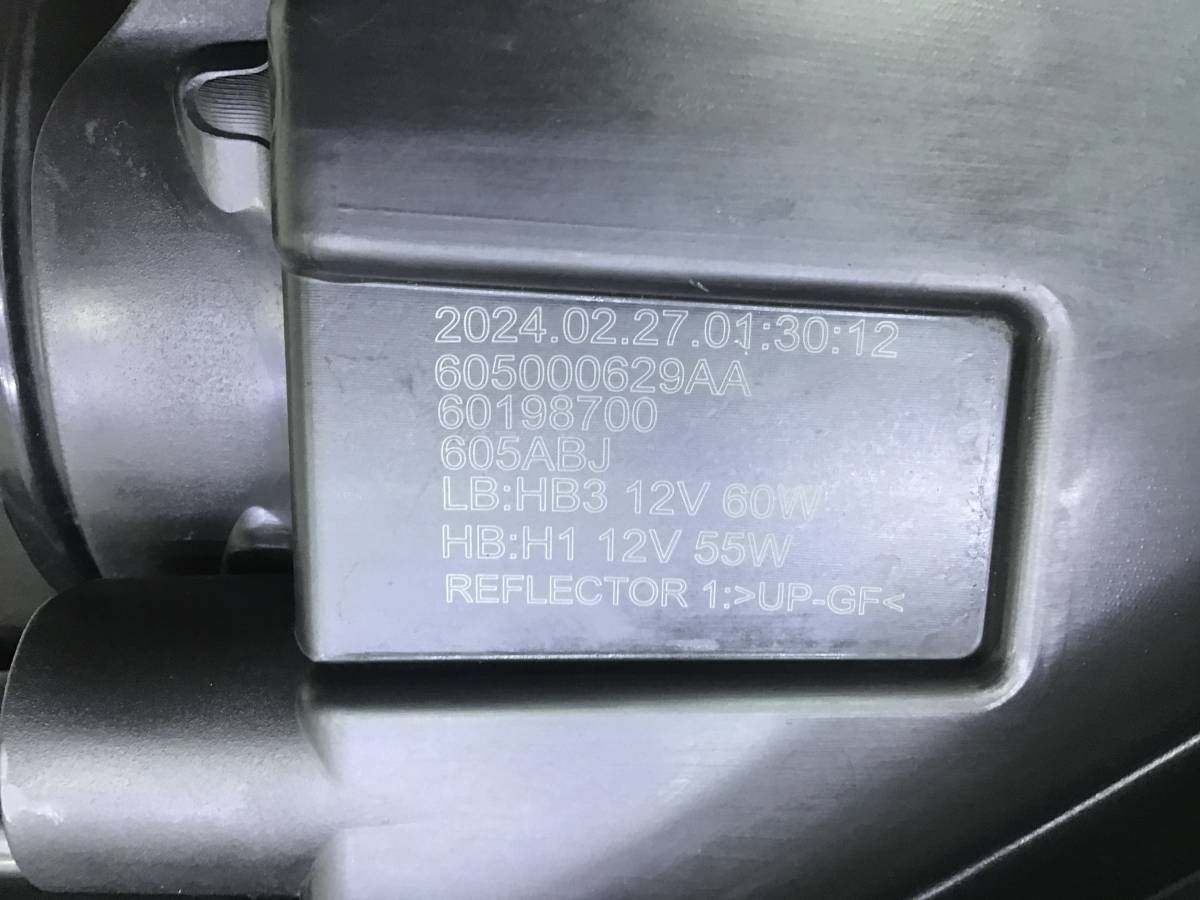 2024.02.27.01:30:12
605000629AA
60198700
605ABJ
LB:HB3 12V 60W
HB:H1 12V 55W
REFLECTOR 1:>UP-GF<